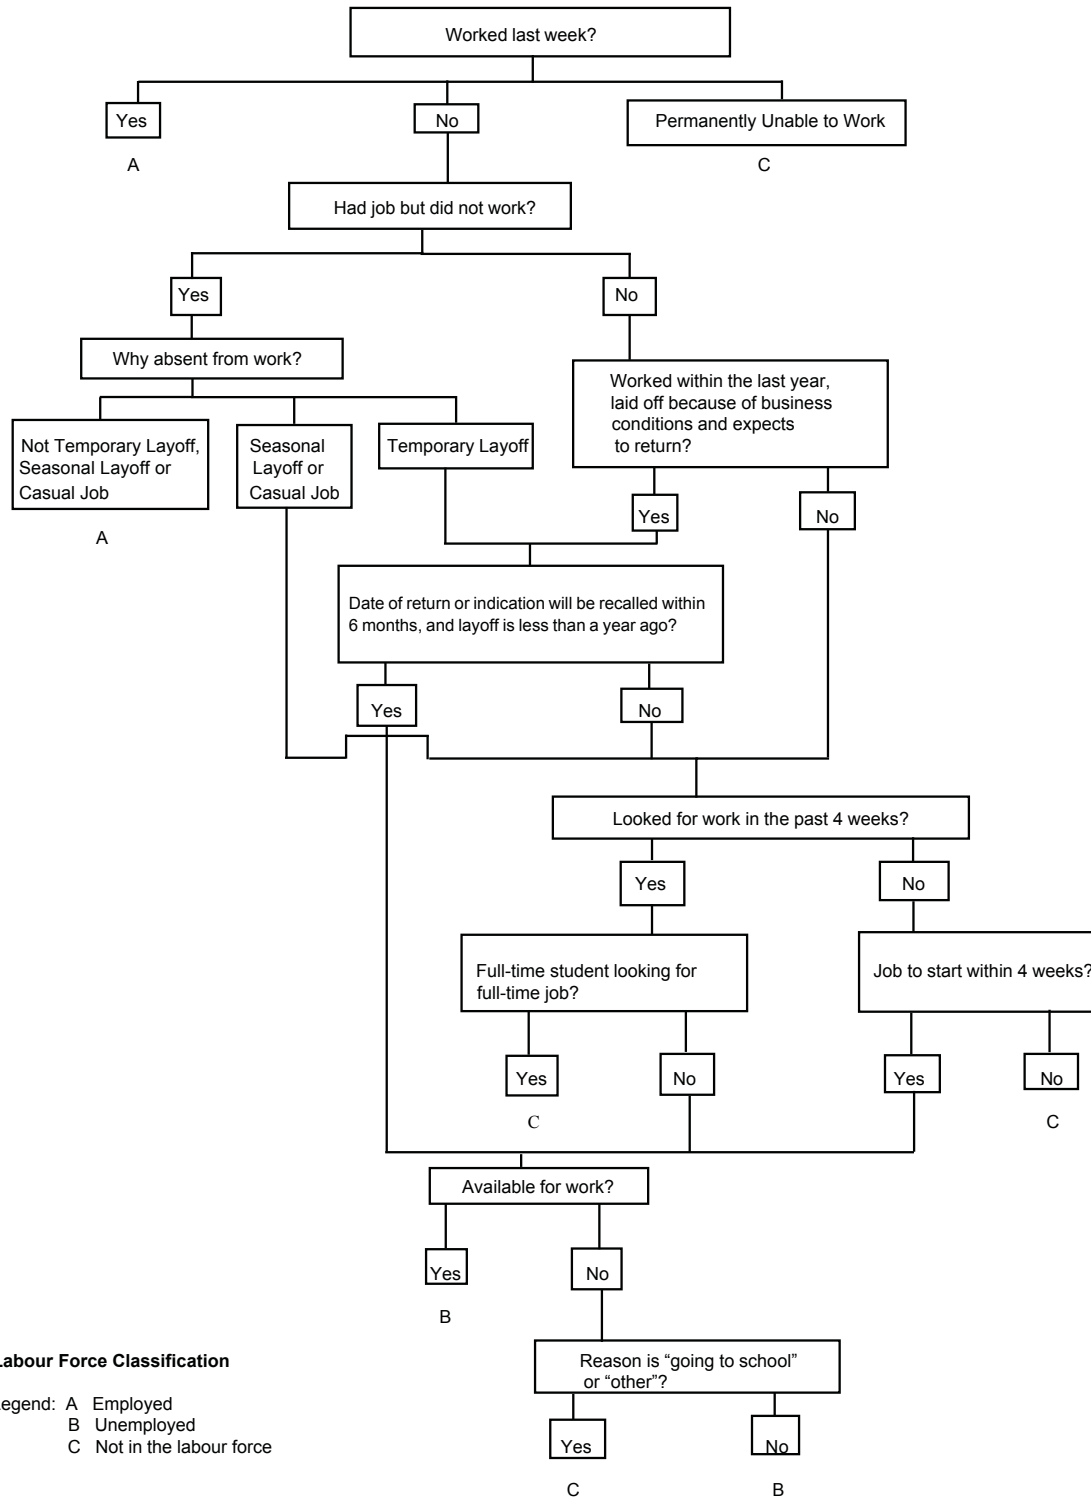 Worked last week?
Yes
No
Permanently Unable to Work
A
C
Had job but did not work?
Yes
No
Why absent from work?
Worked within the last year,
laid off because of business
conditions and expects
to return?
Not Temporary Layoff,
Seasonal Layoff or
Casual Job
Seasonal
Layoff or
Casual Job
Temporary Layoff
A
Yes
No
Date of return or indication will be recalled within
6 months, and layoff is less than a year ago?
Yes
No
Looked for work in the past 4 weeks?
Yes
No
Full-time student looking for
full-time job?
Job to start within 4 weeks?
Yes
No
Yes
No
C
C
Available for work?
Yes
No
B
Reason is “going to school”
or “other”?
Yes
No
C
B
Labour Force Classification
egend: A Employed
B Unemployed
C Not in the labour force